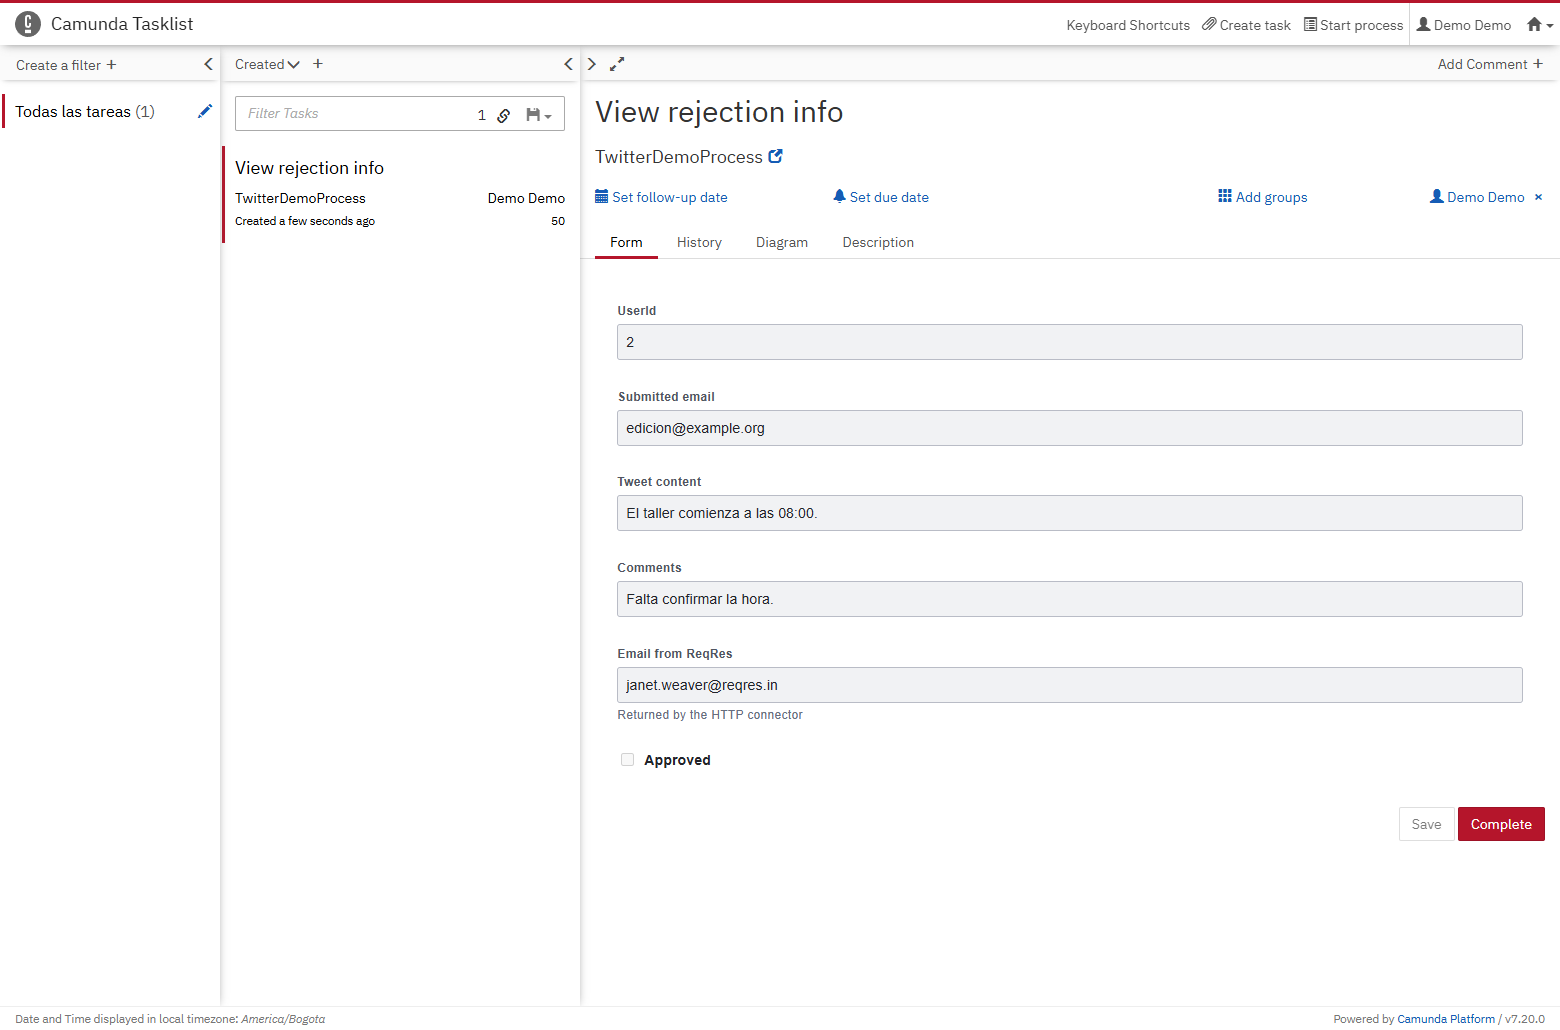 Camunda Tasklist
Keyboard Shortcuts Create task Start process Demo Demo
Create a filter +
Todas las tareas (1)
Created +
Filter Tasks 1
View rejection info
TwitterDemoProcess Demo Demo
Created a few seconds ago 50
Add Comment +
View rejection info
TwitterDemoProcess
Set follow-up date Set due date Add groups Demo Demo ×
Form History Diagram Description
UserId
2
Submitted email
edicion@example.org
Tweet content
El taller comienza a las 08:00.
Comments
Falta confirmar la hora.
Email from ReqRes
janet.weaver@reqres.in
Returned by the HTTP connector
Approved
Save Complete
Date and Time displayed in local timezone: America/Bogota
Powered by Camunda Platform / v7.20.0